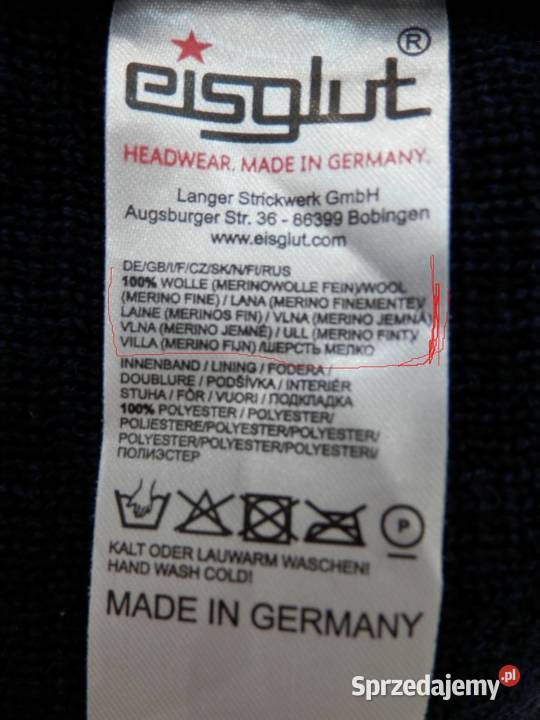 eisglut®
HEADWEAR. MADE IN GERMANY.
Langer Strickwerk GmbH
Augsburger Str. 36 - 86399 Bobingen
www.eisglut.com
DE/GB/I/F/CZ/SK/N/FI/RUS
100% WOLLE (MERINOWOLLE FEIN)/WOOL
(MERINO FINE) / LANA (MERINO FINEMENTE)/
LAINE (MERINOS FIN) / VLNA (MERINO JEMNÁ)
VLNA (MERINO JEMNÉ) / ULL (MERINO FINT)/
VILLA (MERINO FIJN) /ШЕРСТЬ МЕЛКО
INNENBAND / LINING / FODERA /
DOUBLURE / PODŠÍVKA / INTERIÉR
STUHA / FÔR / VUORI / ПОДКЛАДКА
100% POLYESTER / POLYESTER/
POLIESTERE/POLYESTER/POLYESTER/
POLYESTER/POLYESTER/POLYESTERI/
ПОЛИЭСТЕР
P
KALT ODER LAUWARM WASCHEN!
HAND WASH COLD!
MADE IN GERMANY
Sprzedajemy.pl